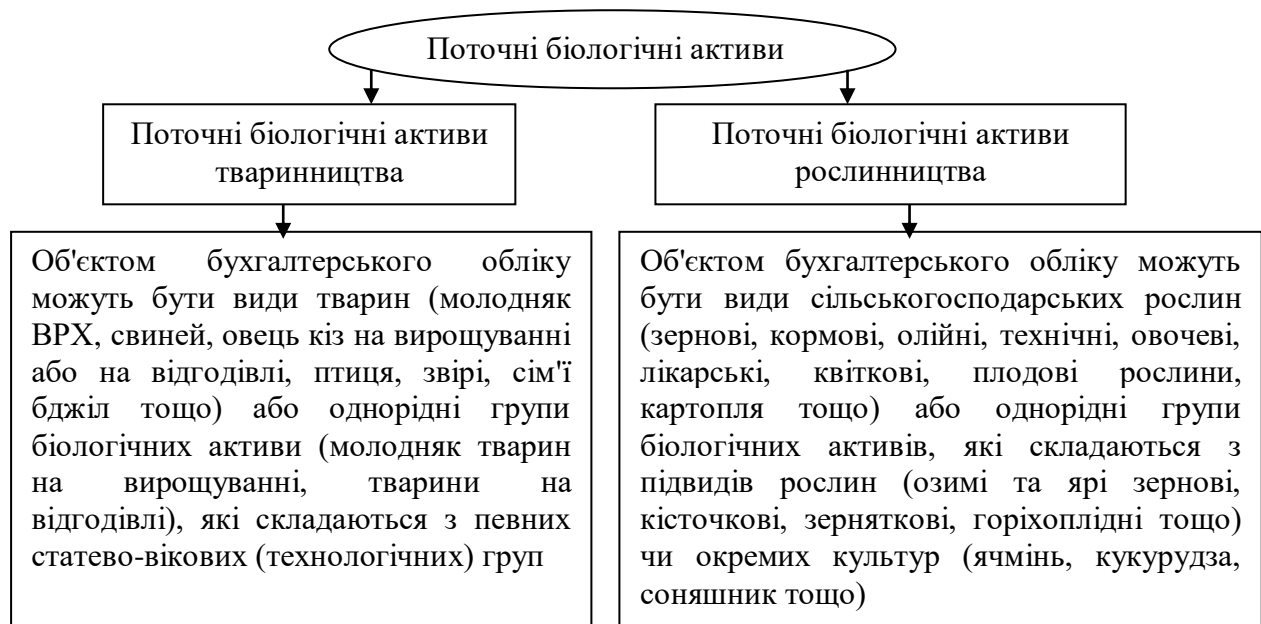 Поточні біологічні активи
Поточні біологічні активи
тваринництва
Поточні біологічні активи
рослинництва
Об'єктом бухгалтерського обліку
можуть бути види тварин (молодняк
ВРХ, свиней, овець кіз на вирощуванні
або на відгодівлі, птиця, звірі, сім'ї
бджіл тощо) або однорідні групи
біологічних активи (молодняк тварин
на вирощуванні, тварини на
відгодівлі), які складаються з певних
статево-вікових (технологічних) груп
Об'єктом бухгалтерського обліку можуть
бути види сільськогосподарських рослин
(зернові, кормові, олійні, технічні, овочеві,
лікарські, квіткові, плодові рослини,
картопля тощо) або однорідні групи
біологічних активів, які складаються з
підвидів рослин (озимі та ярі зернові,
кісточкові, зерняткові, горіхоплідні тощо)
чи окремих культур (ячмінь, кукурудза,
соняшник тощо)